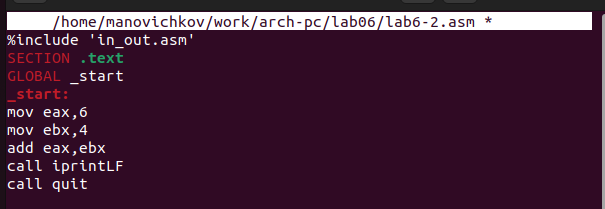 /home/manovichkov/work/arch-pc/lab06/lab6-2.asm *
%include 'in_out.asm'
SECTION .text
GLOBAL _start
_start:
mov eax,6
mov ebx,4
add eax,ebx
call iprintLF
call quit